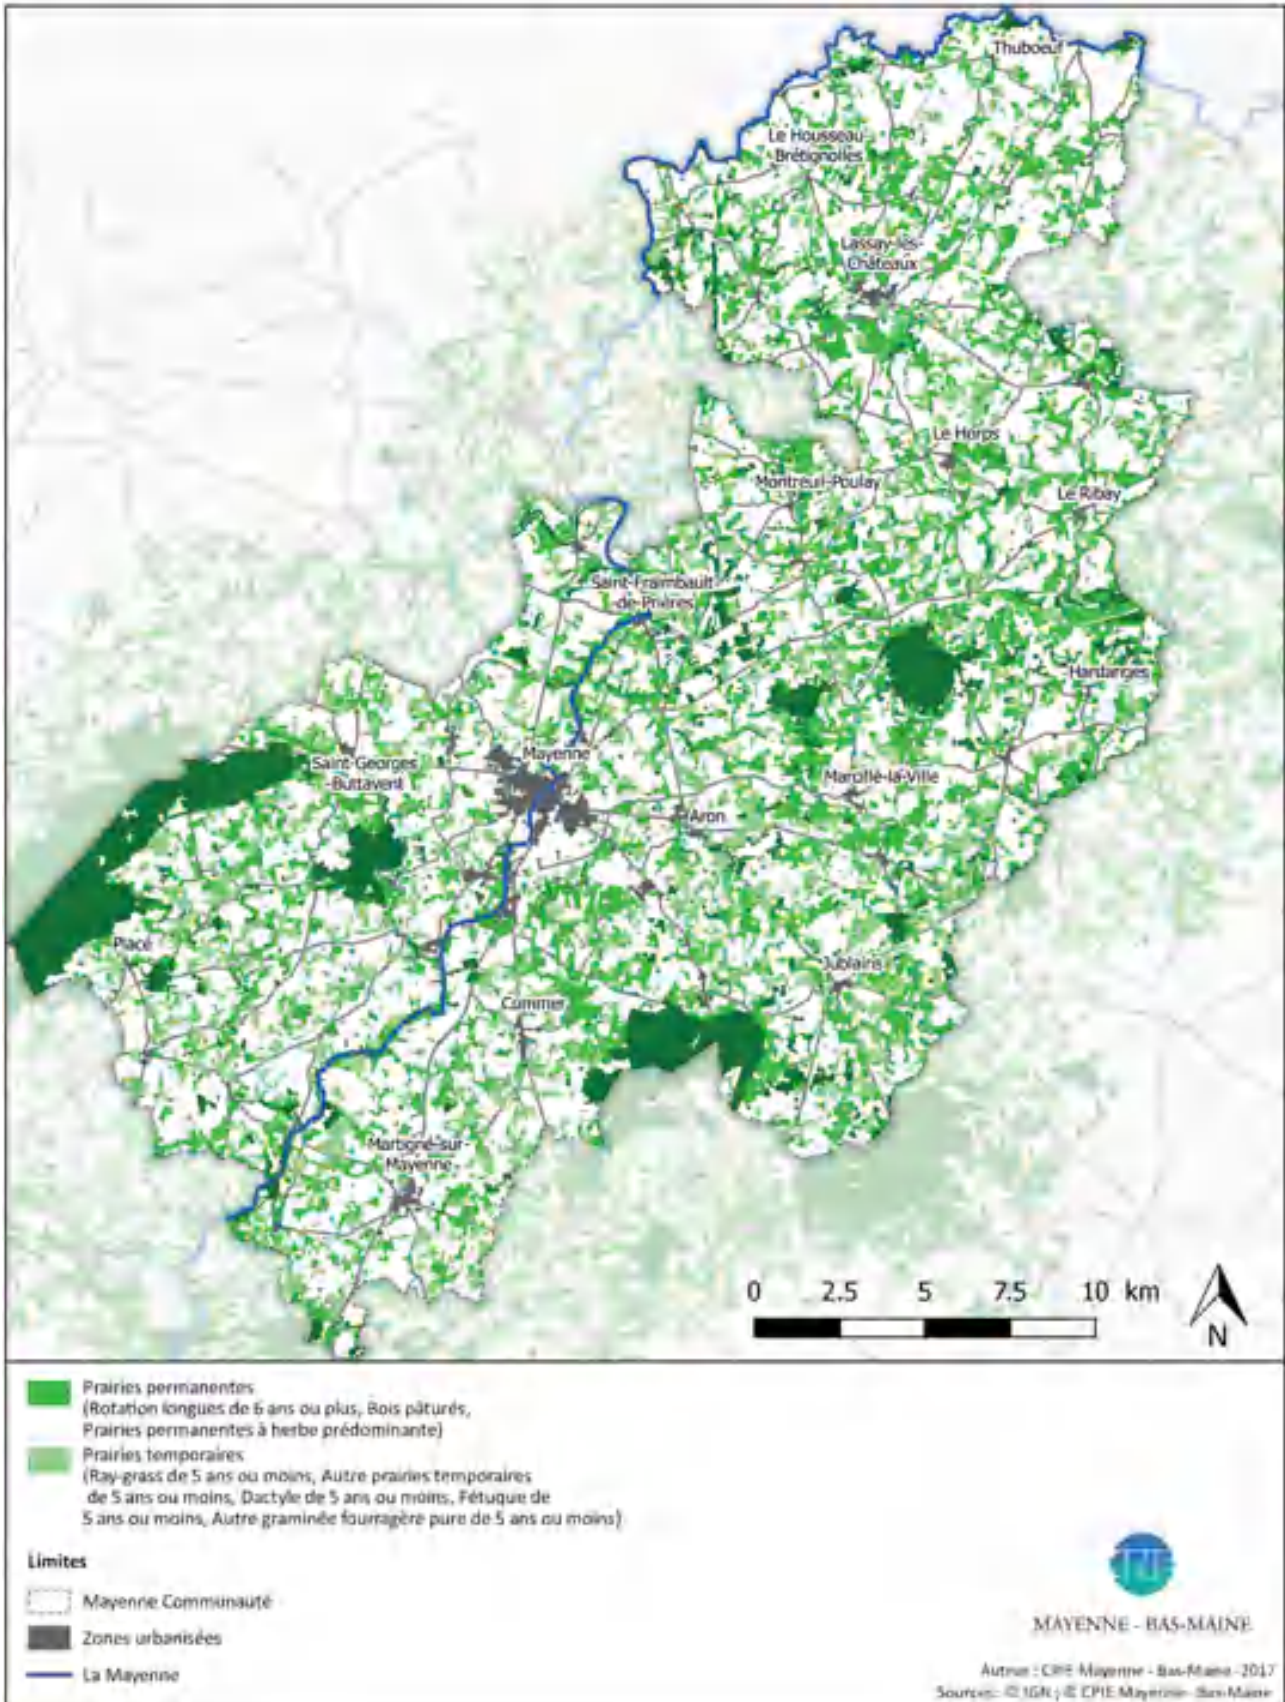 Thuboeuf
Le Housseau-
Brétignolles
Lassay-les-
Châteaux
Le Horps
Montreuil-Poulay
Le Ribay
Saint-Fraimbault-
de-Prières
Hardanges
Mayenne
Saint-Georges
-Buttavent
Marcillé-la-Ville
Aron
Placé
Jublains
Commer
Martigné-sur-
Mayenne
0 2.5 5 7.5 10 km
N
Prairies permanentes
(Rotation longues de 6 ans ou plus, Bois pâturés,
Prairies permanentes à herbe prédominante)
Prairies temporaires
(Ray-grass de 5 ans ou moins, Autre prairies temporaires
de 5 ans ou moins, Dactyle de 5 ans ou moins, Fétuque de
5 ans ou moins, Autre graminée fourragère pure de 5 ans ou moins)
Limites
Mayenne Communauté
Zones urbanisées
La Mayenne
MAYENNE - BAS-MAINE
Auteur : CPIE Mayenne - Bas-Maine - 2017
Sources : © IGN ; © CPIE Mayenne - Bas-Maine